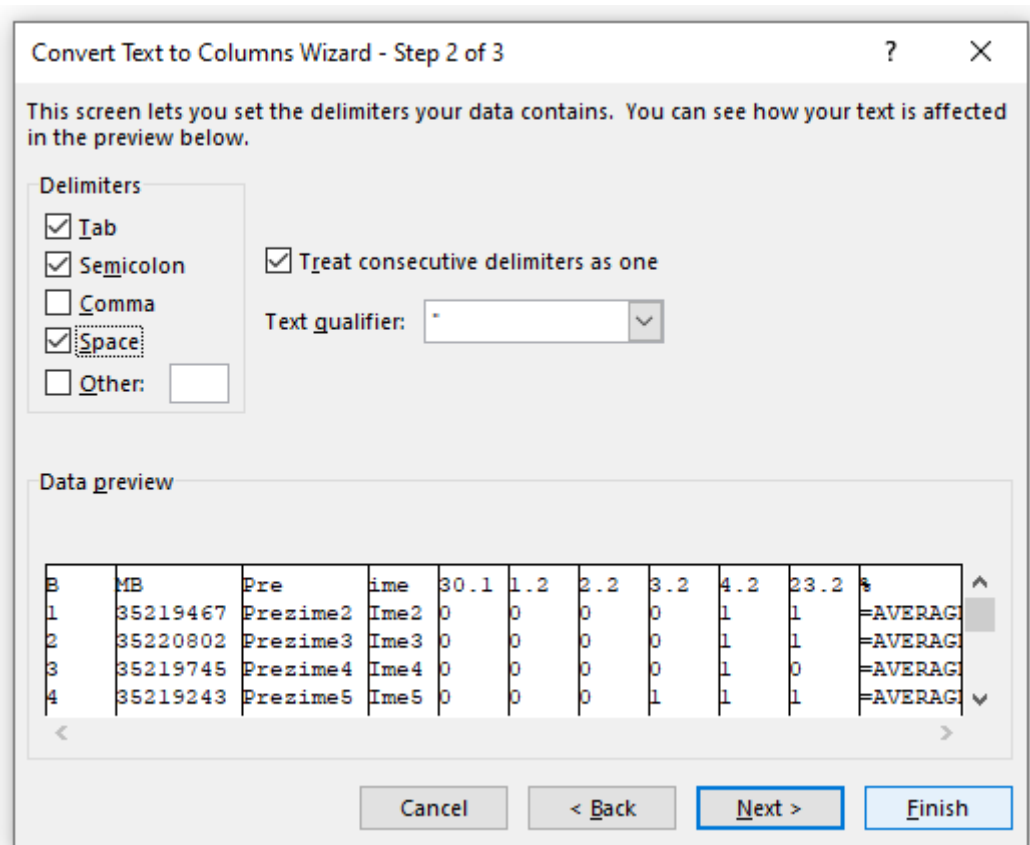 Convert Text to Columns Wizard - Step 2 of 3 ? ×
This screen lets you set the delimiters your data contains. You can see how your text is affected
in the preview below.
Delimiters
Tab
Semicolon
Comma
Space
Other:
Treat consecutive delimiters as one
Text qualifier: "
Data preview
B MB Pre ime 30.1 1.2 2.2 3.2 4.2 23.2 %
1 35219467 Prezime2 Ime2 0 0 0 0 1 1 =AVERAG
2 35220802 Prezime3 Ime3 0 0 0 0 1 1 =AVERAG
3 35219745 Prezime4 Ime4 0 0 0 0 1 0 =AVERAG
4 35219243 Prezime5 Ime5 0 0 0 1 1 1 =AVERAG
Cancel < Back Next > Finish